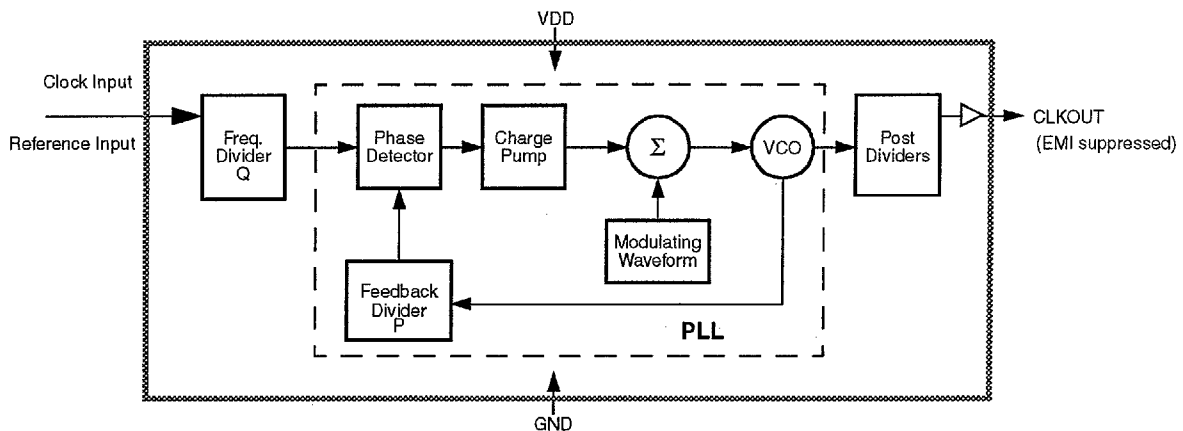 VDD
Clock Input
Reference Input
Freq.
Divider
Q
Phase
Detector
Charge
Pump
Σ
VCO
Post
Dividers
CLKOUT
(EMI suppressed)
Modulating
Waveform
Feedback
Divider
P
PLL
GND